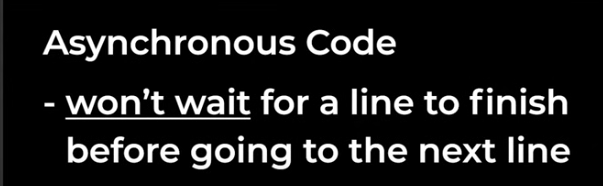 Asynchronous Code
- won’t wait for a line to finish
before going to the next line